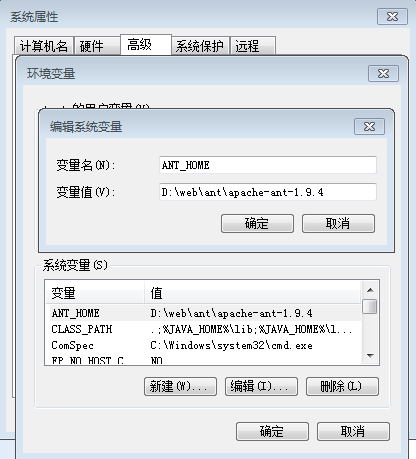 系统属性
计算机名 硬件 高级 系统保护 远程
环境变量
的用户变量(U)
编辑系统变量
变量名(N): ANT_HOME
变量值(V): D:\web\ant\apache-ant-1.9.4
确定 取消
系统变量(S)
变量 值
ANT_HOME D:\web\ant\apache-ant-1.9.4
CLASS_PATH .;%JAVA_HOME%\lib;%JAVA_HOME%\l...
ComSpec C:\Windows\system32\cmd.exe
FP_NO_HOST_C NO
新建(W)... 编辑(I)... 删除(L)
确定 取消